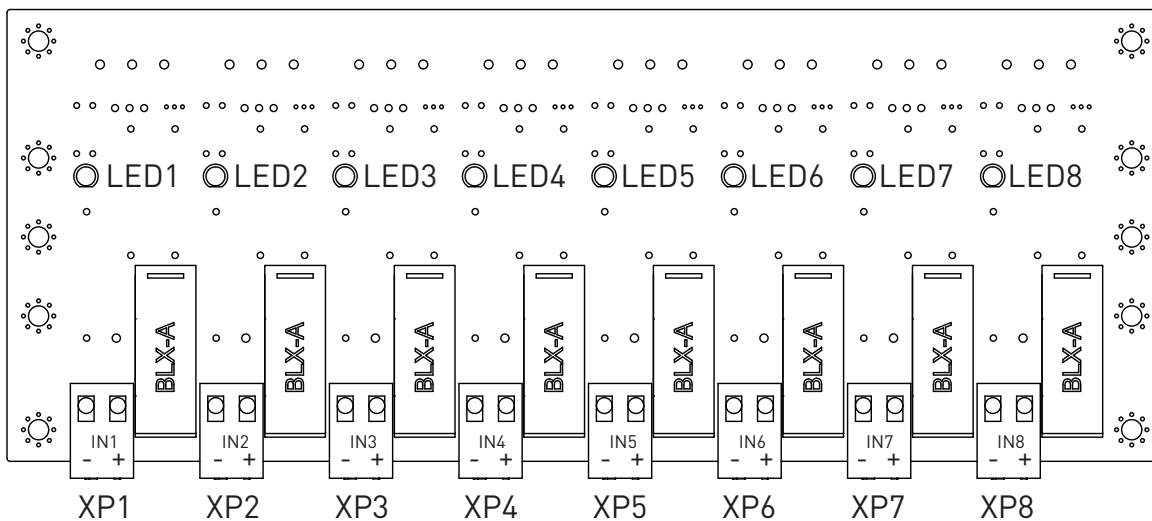 LED1 LED2 LED3 LED4 LED5 LED6 LED7 LED8
BLX-A BLX-A BLX-A BLX-A BLX-A BLX-A BLX-A BLX-A
IN1 IN2 IN3 IN4 IN5 IN6 IN7 IN8
- + - + - + - + - + - + - + - +
XP1 XP2 XP3 XP4 XP5 XP6 XP7 XP8